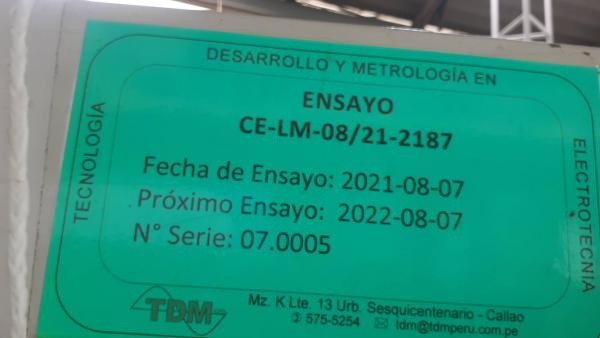 DESARROLLO Y METROLOGÍA EN
TECNOLOGÍA
ELECTROTECNIA
ENSAYO
CE-LM-08/21-2187
Fecha de Ensayo: 2021-08-07
Próximo Ensayo: 2022-08-07
N° Serie: 07.0005
TDM
Mz. K Lte. 13 Urb. Sesquicentenario - Callao
575-5254 tdm@tdmperu.com.pe